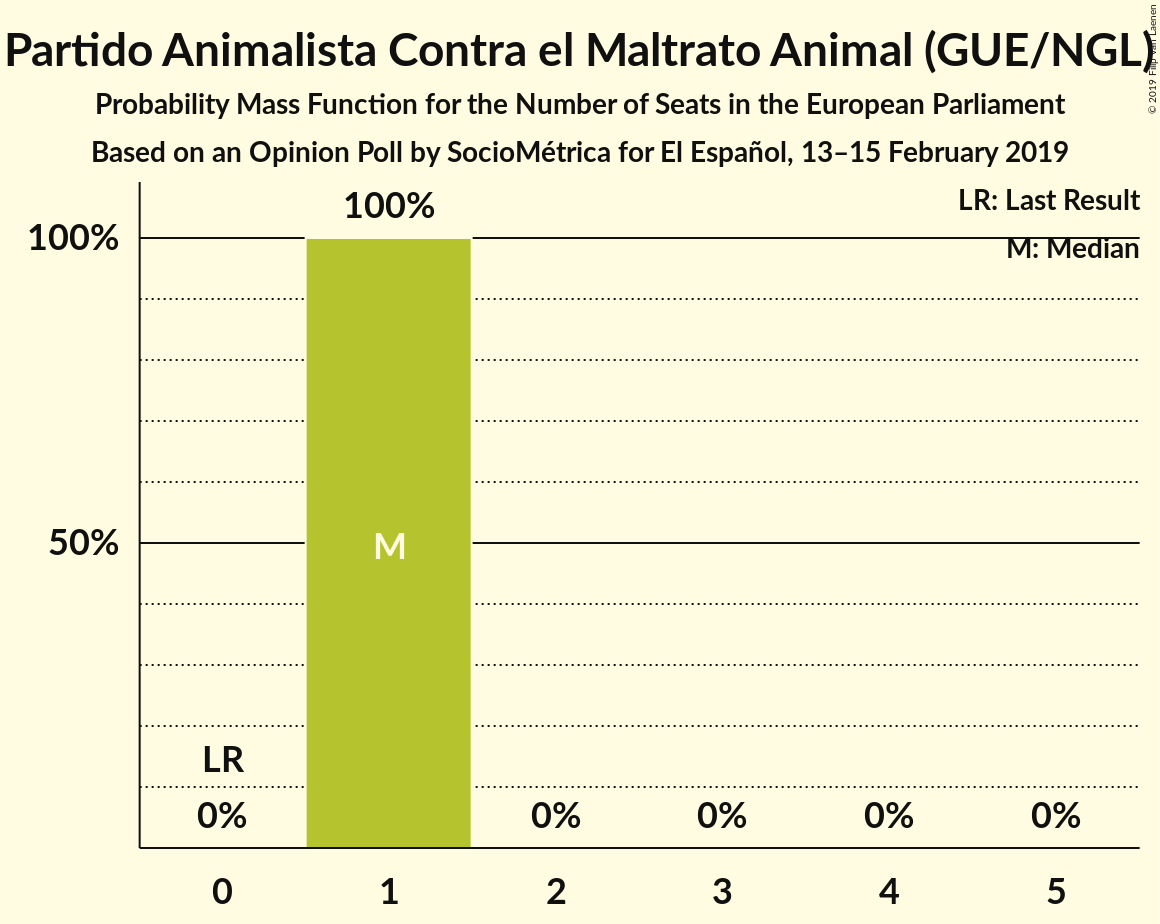 Partido Animalista Contra el Maltrato Animal (GUE/NGL)
Probability Mass Function for the Number of Seats in the European Parliament
Based on an Opinion Poll by SocioMétrica for El Español, 13–15 February 2019
© 2019 Filip van Laenen
LR: Last Result
M: Median
100%
100%
50%
M
LR
0%
0%
0%
0%
0%
0 1 2 3 4 5